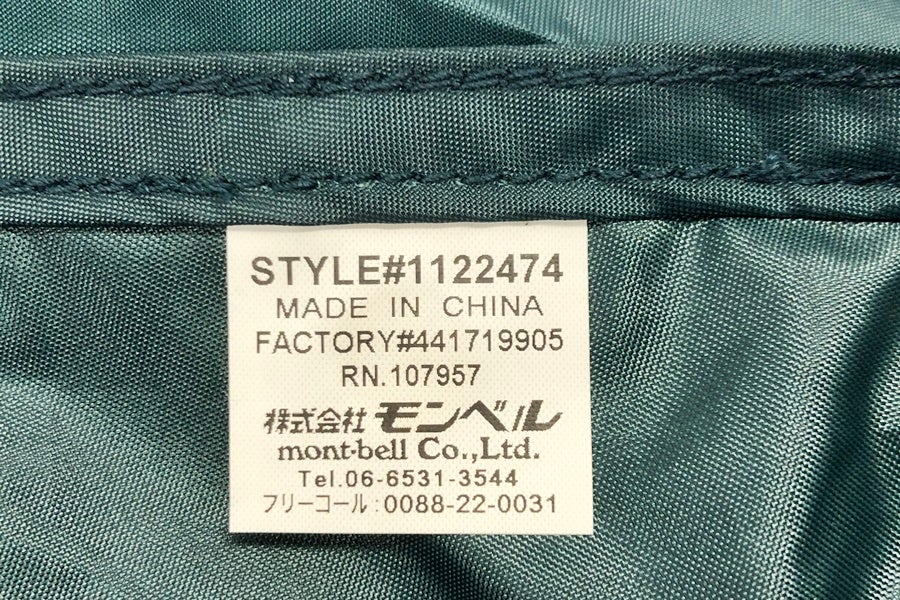 STYLE#1122474
MADE IN CHINA
FACTORY#441719905
RN.107957
株式会社 モンベル
mont-bell Co.,Ltd.
Tel.06-6531-3544
フリーコール:0088-22-0031